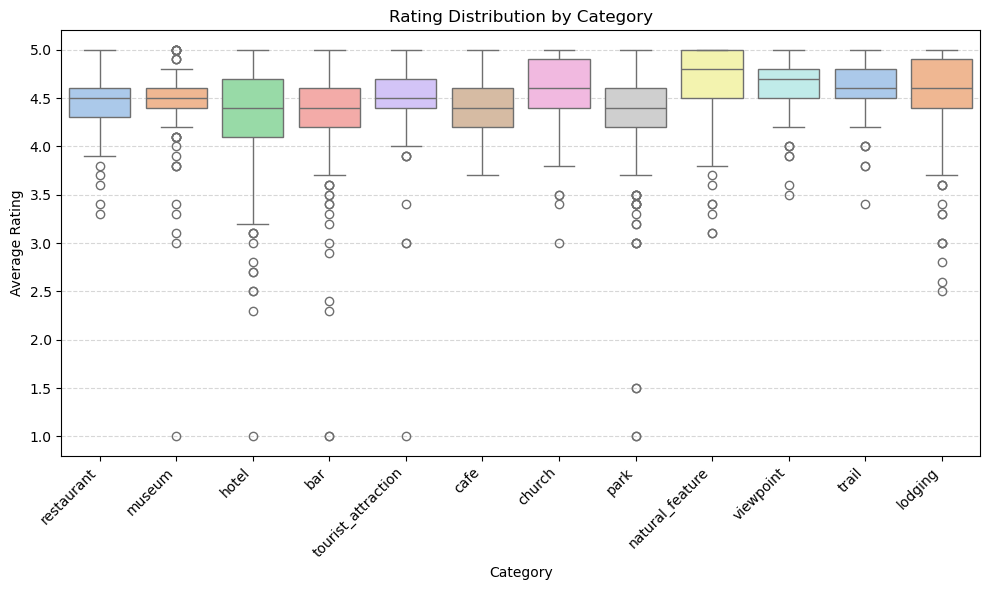 Rating Distribution by Category
Average Rating
5.0
4.5
4.0
3.5
3.0
2.5
2.0
1.5
1.0
restaurant
museum
hotel
bar
tourist_attraction
cafe
church
park
natural_feature
viewpoint
trail
lodging
Category